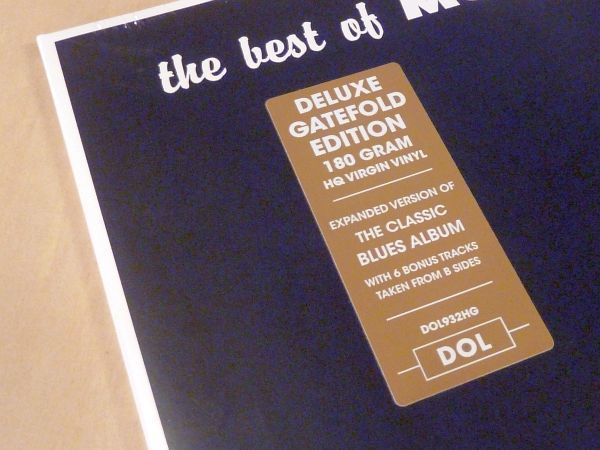 the best of
DELUXE
GATEFOLD
EDITION
180 GRAM
HQ VIRGIN VINYL
EXPANDED VERSION OF
THE CLASSIC
BLUES ALBUM
WITH 6 BONUS TRACKS
TAKEN FROM B SIDES
DOL932HG
DOL